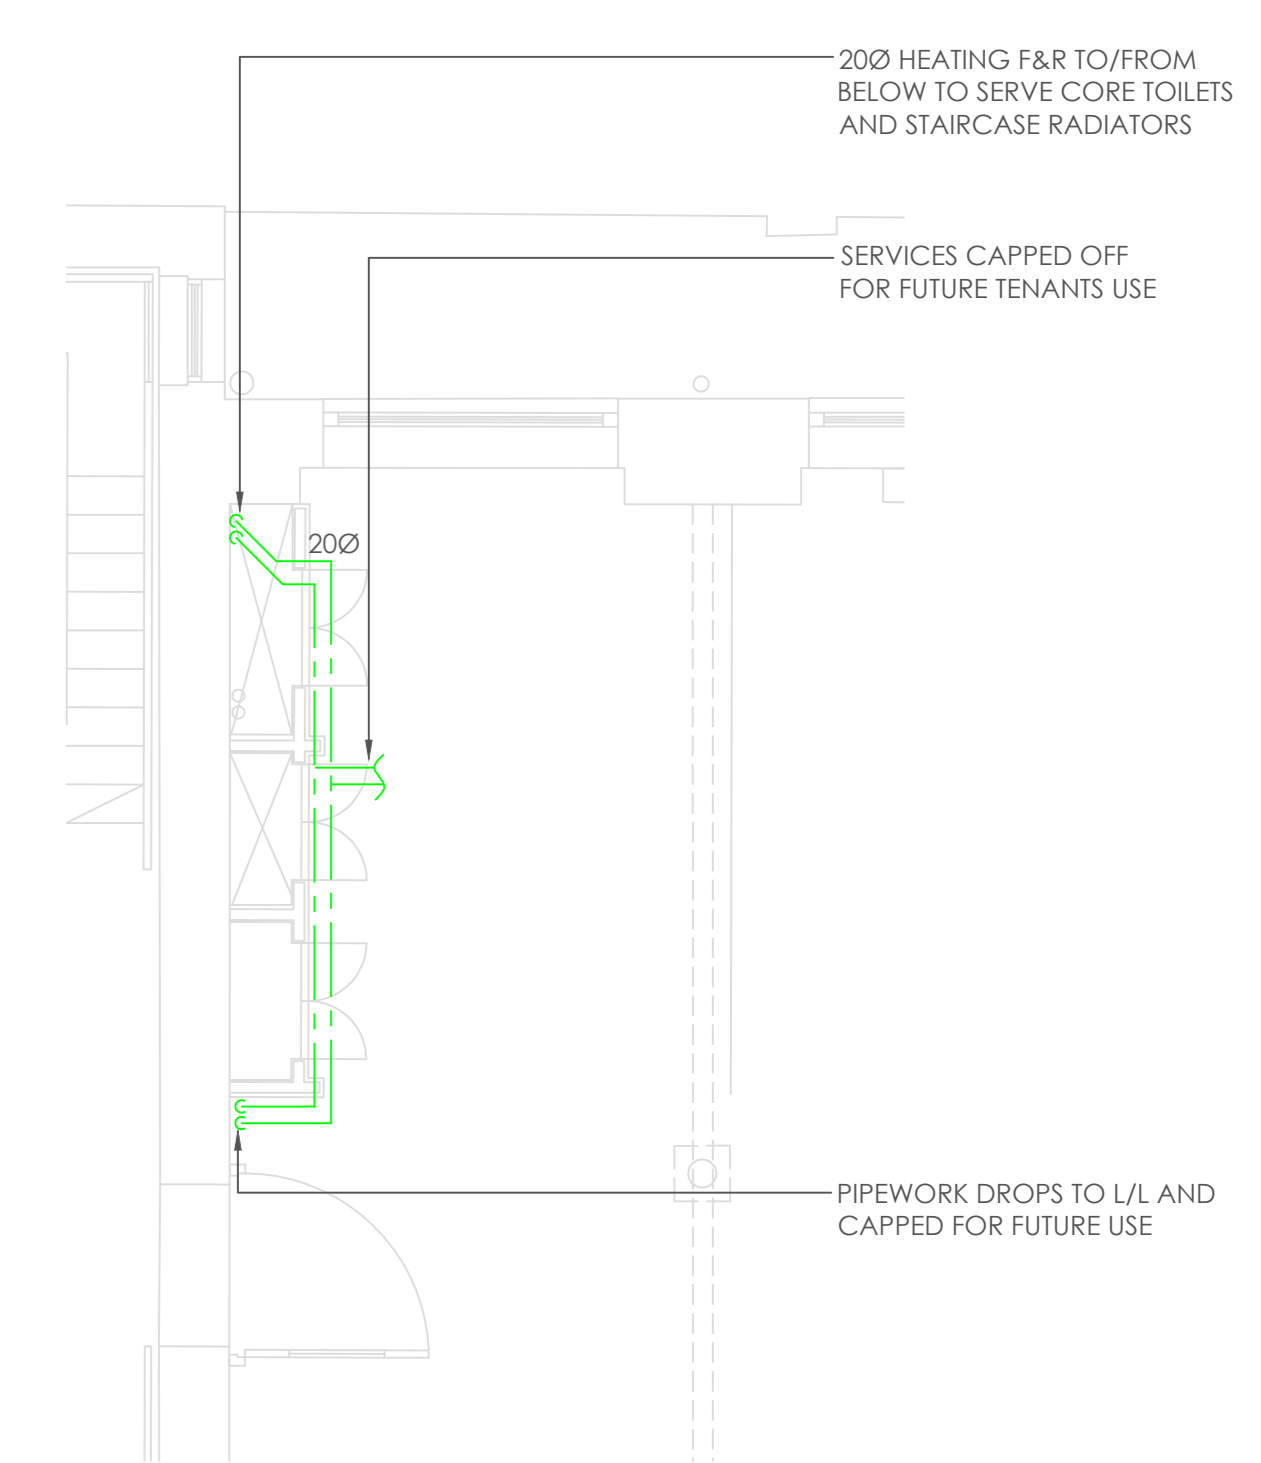 20Ø HEATING F&R TO/FROM
BELOW TO SERVE CORE TOILETS
AND STAIRCASE RADIATORS
SERVICES CAPPED OFF
FOR FUTURE TENANTS USE
20Ø
PIPEWORK DROPS TO L/L AND
CAPPED FOR FUTURE USE